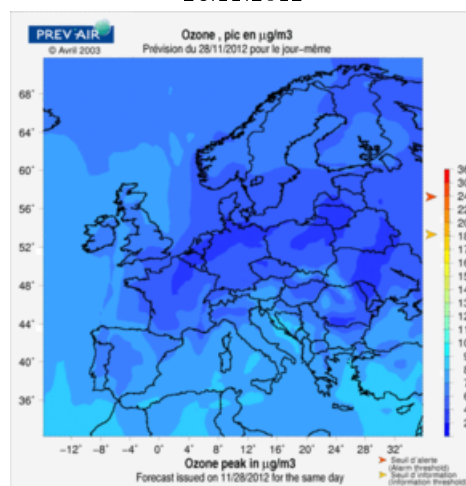 PREV'AIR
© Avril 2003
Ozone , pic en µg/m3
Prévision du 28/11/2012 pour le jour-même
68°
64°
60°
56°
52°
48°
44°
40°
36°
-12° -8° -4° 0° 4° 8° 12° 16° 20° 24° 28° 32°
Ozone peak in µg/m3
Forecast issued on 11/28/2012 for the same day
Seuil d'alerte
(Alarm threshold)
Seuil d'information
(Information threshold)